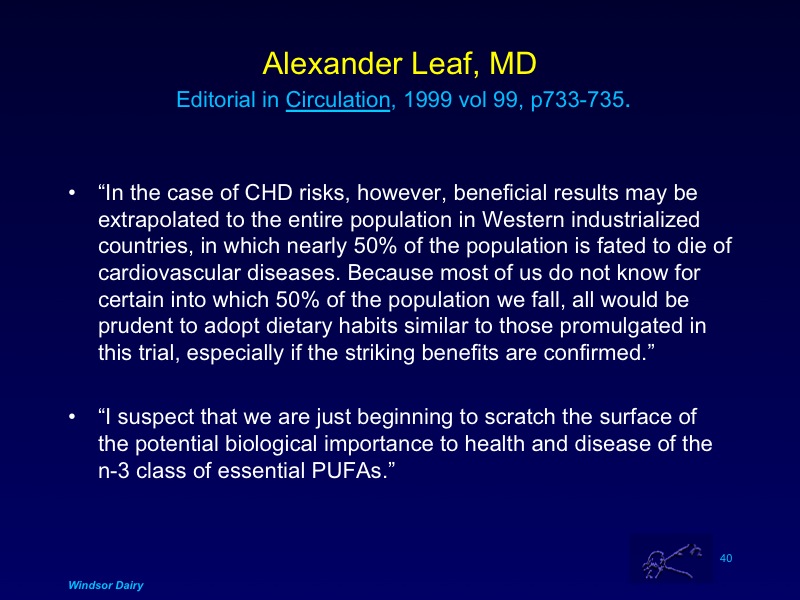 Alexander Leaf, MD
Editorial in Circulation, 1999 vol 99, p733-735.
• “In the case of CHD risks, however, beneficial results may be
extrapolated to the entire population in Western industrialized
countries, in which nearly 50% of the population is fated to die of
cardiovascular diseases. Because most of us do not know for
certain into which 50% of the population we fall, all would be
prudent to adopt dietary habits similar to those promulgated in
this trial, especially if the striking benefits are confirmed.”
• “I suspect that we are just beginning to scratch the surface of
the potential biological importance to health and disease of the
n-3 class of essential PUFAs.”
40
Windsor Dairy